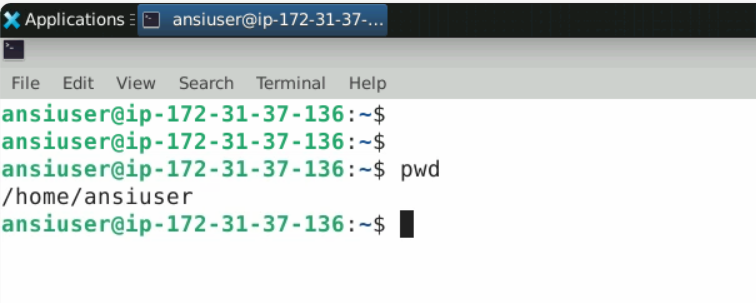 Applications
ansiuser@ip-172-31-37-...
File Edit View Search Terminal Help
ansiuser@ip-172-31-37-136:~$
ansiuser@ip-172-31-37-136:~$
ansiuser@ip-172-31-37-136:~$ pwd
/home/ansiuser
ansiuser@ip-172-31-37-136:~$